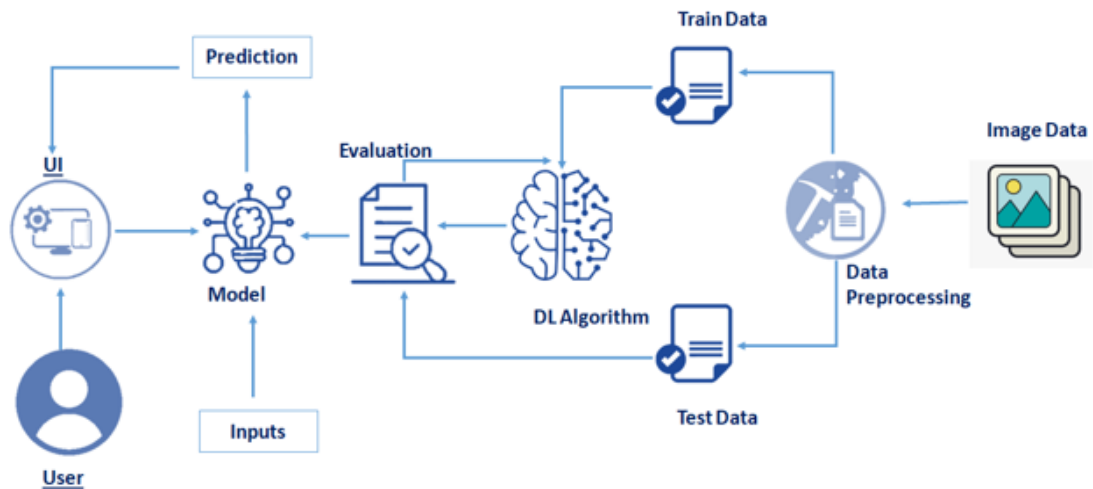 Train Data
Prediction
Image Data
Evaluation
UI
Data
Preprocessing
Model
DL Algorithm
Test Data
Inputs
User